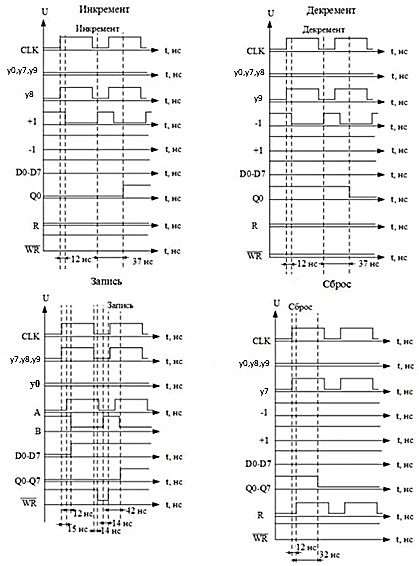 Инкремент
U
Инкремент
CLK
t, нс
y0,y7,y9
t, нс
y8
t, нс
+1
t, нс
-1
t, нс
D0-D7
t, нс
Q0
t, нс
R
t, нс
WR
t, нс
12 нс
37 нс
Декремент
U
Декремент
CLK
t, нс
y0,y7,y8
t, нс
y9
t, нс
-1
t, нс
+1
t, нс
D0-D7
t, нс
Q0
t, нс
R
t, нс
WR
t, нс
12 нс
37 нс
Запись
U
Запись
CLK
t, нс
y7,y8,y9
t, нс
y0
t, нс
A
t, нс
B
t, нс
D0-D7
t, нс
Q0-Q7
t, нс
WR
t, нс
12 нс
42 нс
14 нс
15 нс
14 нс
Сброс
U
Сброс
CLK
t, нс
y0,y8,y9
t, нс
y7
t, нс
-1
t, нс
+1
t, нс
D0-D7
t, нс
Q0-Q7
t, нс
R
t, нс
WR
t, нс
12 нс
32 нс